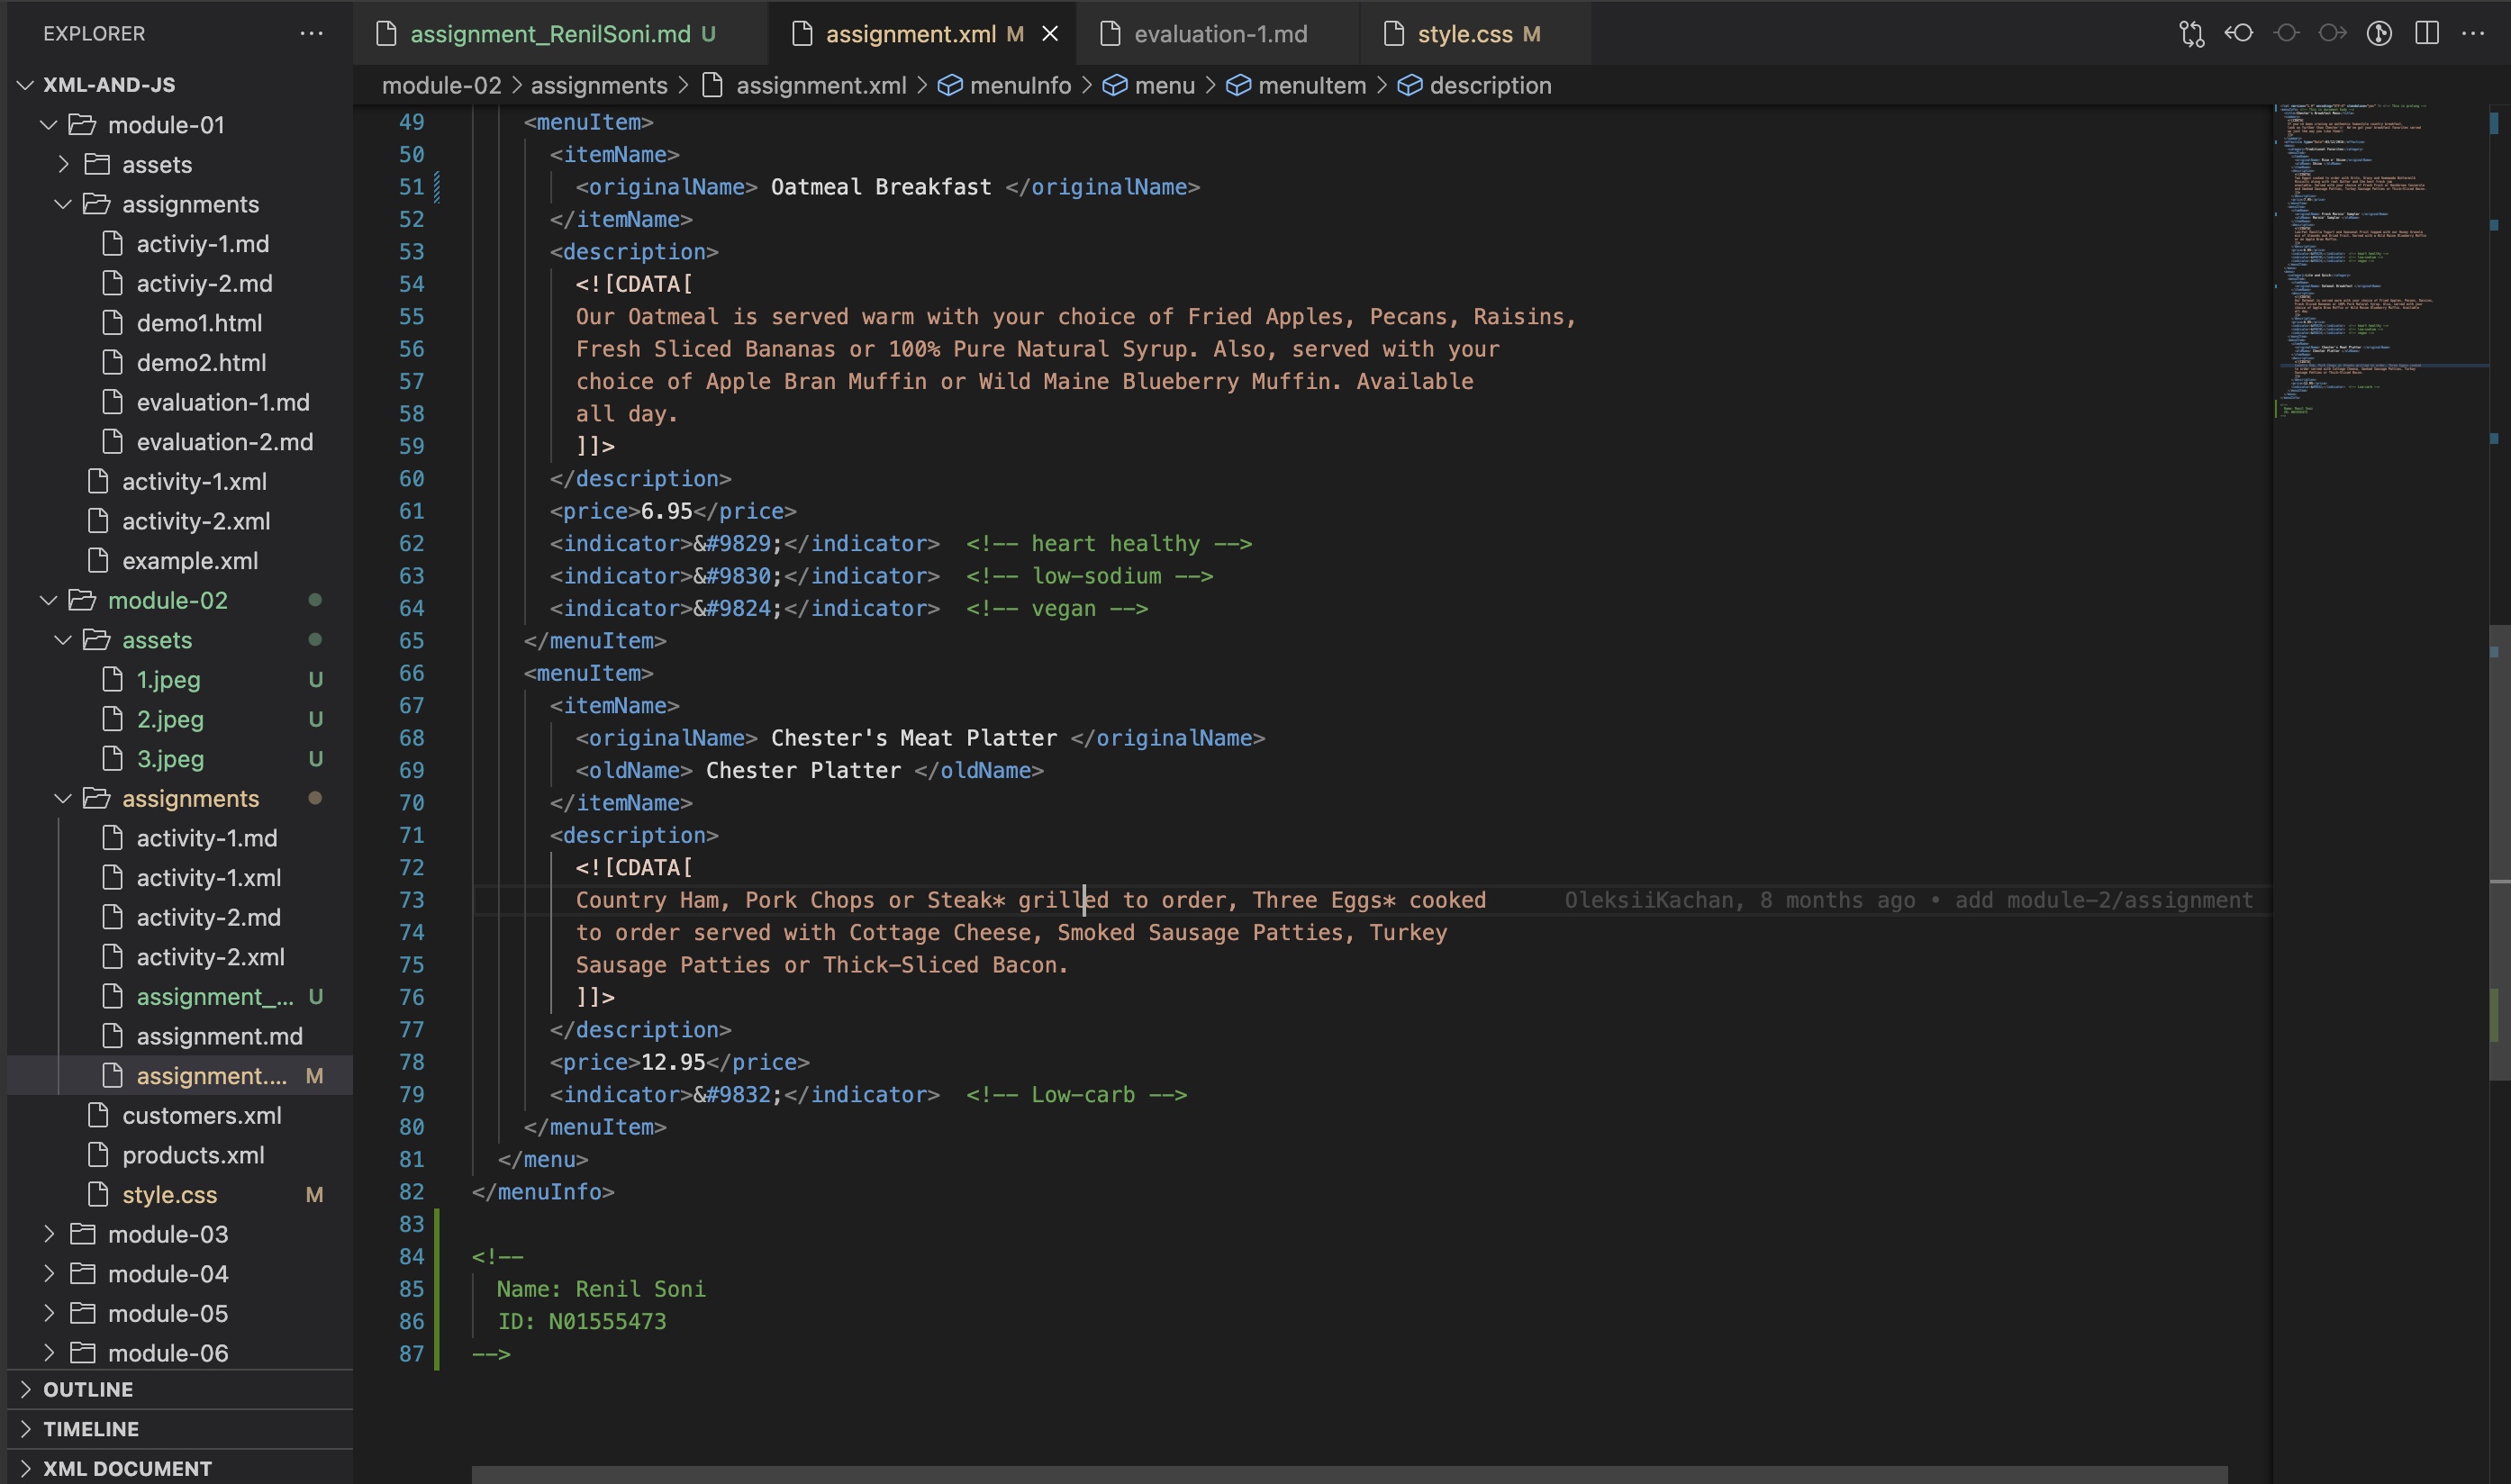 EXPLORER
XML-AND-JS
module-01
assets
assignments
activiy-1.md
activiy-2.md
demo1.html
demo2.html
evaluation-1.md
evaluation-2.md
activity-1.xml
activity-2.xml
example.xml
module-02
assets
1.jpeg U
2.jpeg U
3.jpeg U
assignments
activity-1.md
activity-1.xml
activity-2.md
activity-2.xml
assignment_... U
assignment.md
assignment.... M
customers.xml
products.xml
style.css M
module-03
module-04
module-05
module-06
OUTLINE
TIMELINE
XML DOCUMENT
assignment_RenilSoni.md U
assignment.xml M
evaluation-1.md
style.css M
module-02 > assignments > assignment.xml > menuInfo > menu > menuItem > description
49 <menuItem>
50 <itemName>
51 <originalName> Oatmeal Breakfast </originalName>
52 </itemName>
53 <description>
54 <![CDATA[
55 Our Oatmeal is served warm with your choice of Fried Apples, Pecans, Raisins,
56 Fresh Sliced Bananas or 100% Pure Natural Syrup. Also, served with your
57 choice of Apple Bran Muffin or Wild Maine Blueberry Muffin. Available
58 all day.
59 ]]>
60 </description>
61 <price>6.95</price>
62 <indicator>&#9829;</indicator> <!-- heart healthy -->
63 <indicator>&#9830;</indicator> <!-- low-sodium -->
64 <indicator>&#9824;</indicator> <!-- vegan -->
65 </menuItem>
66 <menuItem>
67 <itemName>
68 <originalName> Chester's Meat Platter </originalName>
69 <oldName> Chester Platter </oldName>
70 </itemName>
71 <description>
72 <![CDATA[
73 Country Ham, Pork Chops or Steak* grilled to order, Three Eggs* cooked OleksiiKachan, 8 months ago • add module-2/assignment
74 to order served with Cottage Cheese, Smoked Sausage Patties, Turkey
75 Sausage Patties or Thick-Sliced Bacon.
76 ]]>
77 </description>
78 <price>12.95</price>
79 <indicator>&#9832;</indicator> <!-- Low-carb -->
80 </menuItem>
81 </menu>
82 </menuInfo>
83
84 <!--
85 Name: Renil Soni
86 ID: N01555473
87 -->